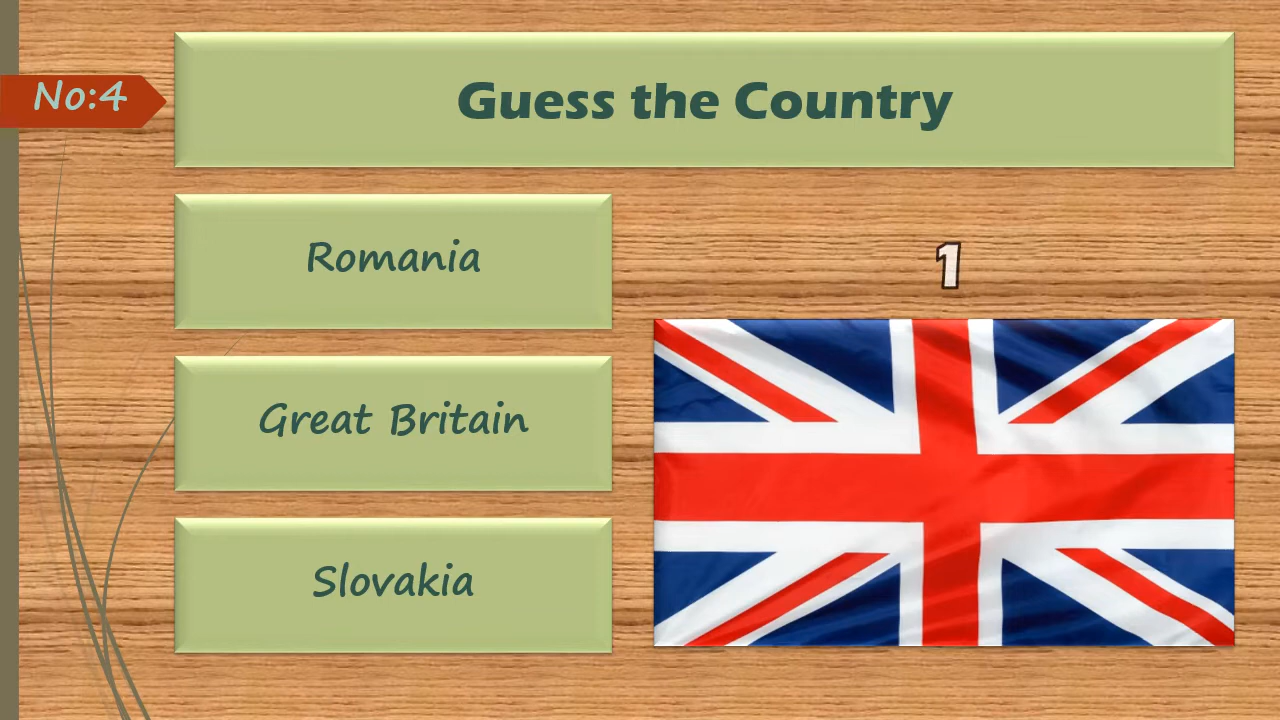 No:4
Guess the Country
Romania
1
Great Britain
Slovakia